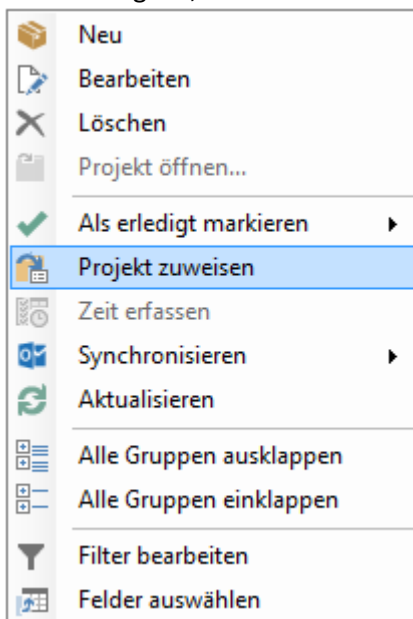 Neu
Bearbeiten
Löschen
Projekt öffnen...
Als erledigt markieren
Projekt zuweisen
Zeit erfassen
Synchronisieren
Aktualisieren
Alle Gruppen ausklappen
Alle Gruppen einklappen
Filter bearbeiten
Felder auswählen